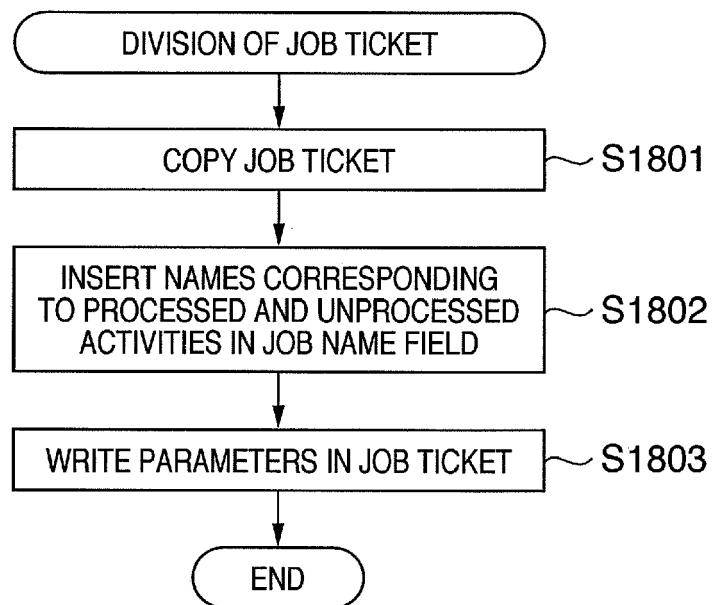 DIVISION OF JOB TICKET
COPY JOB TICKET
S1801
INSERT NAMES CORRESPONDING
TO PROCESSED AND UNPROCESSED
ACTIVITIES IN JOB NAME FIELD
S1802
WRITE PARAMETERS IN JOB TICKET
S1803
END